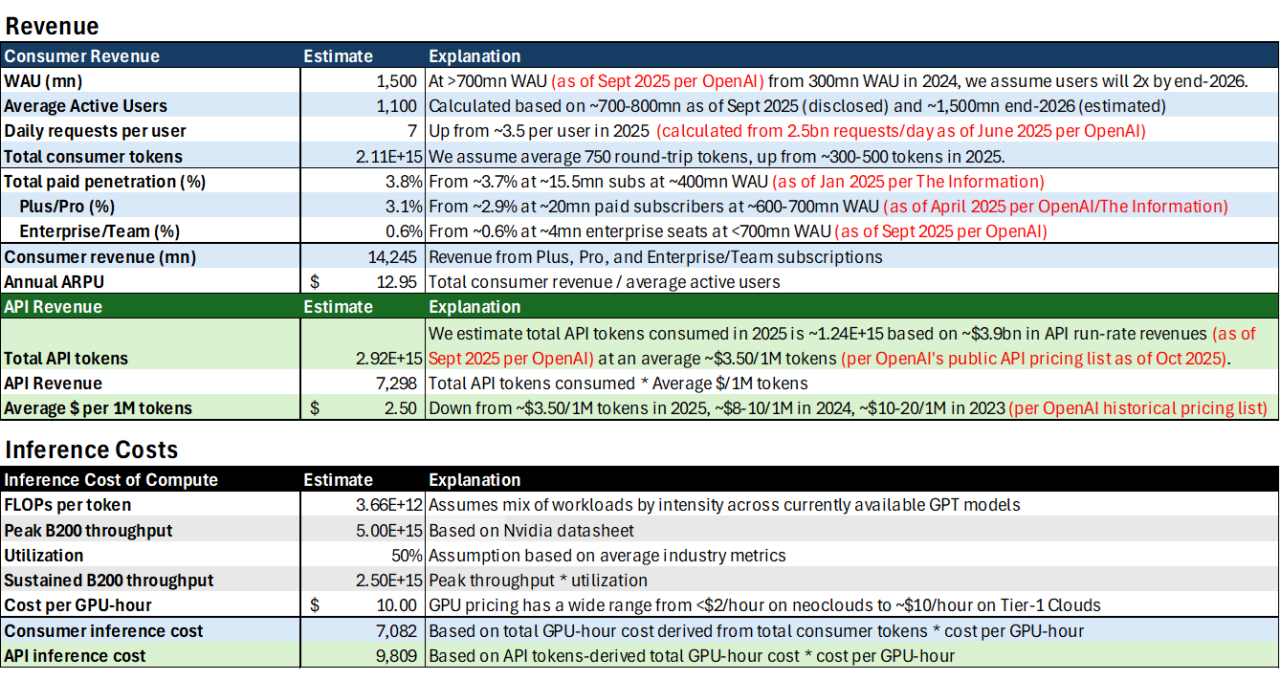 Revenue
Consumer Revenue Estimate Explanation
WAU (mn) 1,500 At >700mn WAU (as of Sept 2025 per OpenAI) from 300mn WAU in 2024, we assume users will 2x by end-2026.
Average Active Users 1,100 Calculated based on ~700-800mn as of Sept 2025 (disclosed) and ~1,500mn end-2026 (estimated)
Daily requests per user 7 Up from ~3.5 per user in 2025 (calculated from 2.5bn requests/day as of June 2025 per OpenAI)
Total consumer tokens 2.11E+15 We assume average 750 round-trip tokens, up from ~300-500 tokens in 2025.
Total paid penetration (%) 3.8% From ~3.7% at ~15.5mn subs at ~400mn WAU (as of Jan 2025 per The Information)
Plus/Pro (%) 3.1% From ~2.9% at ~20mn paid subscribers at ~600-700mn WAU (as of April 2025 per OpenAI/The Information)
Enterprise/Team (%) 0.6% From ~0.6% at ~4mn enterprise seats at <700mn WAU (as of Sept 2025 per OpenAI)
Consumer revenue (mn) 14,245 Revenue from Plus, Pro, and Enterprise/Team subscriptions
Annual ARPU $ 12.95 Total consumer revenue / average active users
API Revenue Estimate Explanation
We estimate total API tokens consumed in 2025 is ~1.24E+15 based on ~$3.9bn in API run-rate revenues (as of
Total API tokens 2.92E+15 Sept 2025 per OpenAI) at an average ~$3.50/1M tokens (per OpenAI's public API pricing list as of Oct 2025).
API Revenue 7,298 Total API tokens consumed * Average $/1M tokens
Average $ per 1M tokens $ 2.50 Down from ~$3.50/1M tokens in 2025, ~$8-10/1M in 2024, ~$10-20/1M in 2023 (per OpenAI historical pricing list)
Inference Costs
Inference Cost of Compute Estimate Explanation
FLOPs per token 3.66E+12 Assumes mix of workloads by intensity across currently available GPT models
Peak B200 throughput 5.00E+15 Based on Nvidia datasheet
Utilization 50% Assumption based on average industry metrics
Sustained B200 throughput 2.50E+15 Peak throughput * utilization
Cost per GPU-hour $ 10.00 GPU pricing has a wide range from <$2/hour on neoclouds to ~$10/hour on Tier-1 Clouds
Consumer inference cost 7,082 Based on total GPU-hour cost derived from total consumer tokens * cost per GPU-hour
API inference cost 9,809 Based on API tokens-derived total GPU-hour cost * cost per GPU-hour